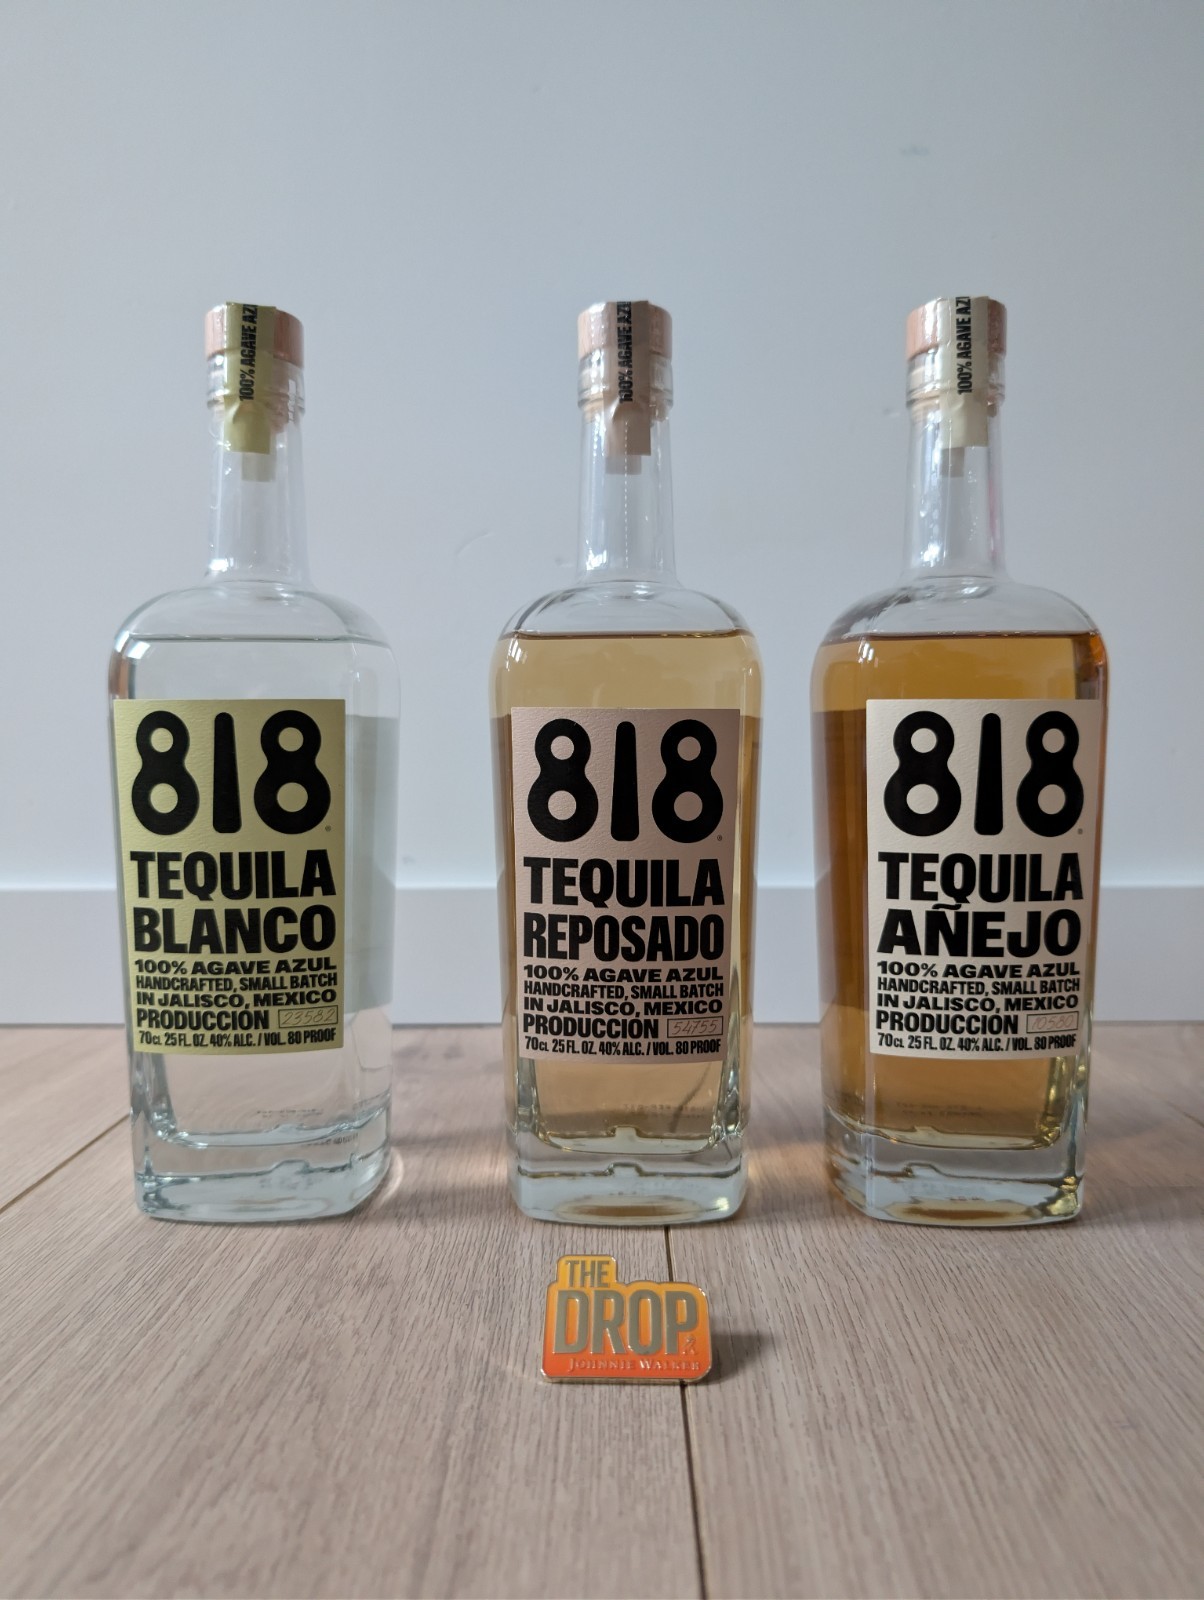 100% AGAVE AZ
818
TEQUILA
BLANCO
100% AGAVE AZUL
HANDCRAFTED, SMALL BATCH
IN JALISCO, MEXICO
PRODUCCIÓN 23582
70CL 25 FL. OZ. 40% ALC. / VOL. 80 PROOF
100% AGAVE AZ
818
TEQUILA
REPOSADO
100% AGAVE AZUL
HANDCRAFTED, SMALL BATCH
IN JALISCO, MEXICO
PRODUCCIÓN 54755
70CL 25 FL. OZ. 40% ALC. / VOL. 80 PROOF
100% AGAVE AZ
818
TEQUILA
AÑEJO
100% AGAVE AZUL
HANDCRAFTED, SMALL BATCH
IN JALISCO, MEXICO
PRODUCCIÓN 10580
70CL 25 FL. OZ. 40% ALC. / VOL. 80 PROOF
THE
DROP
JOHNNIE WALKER